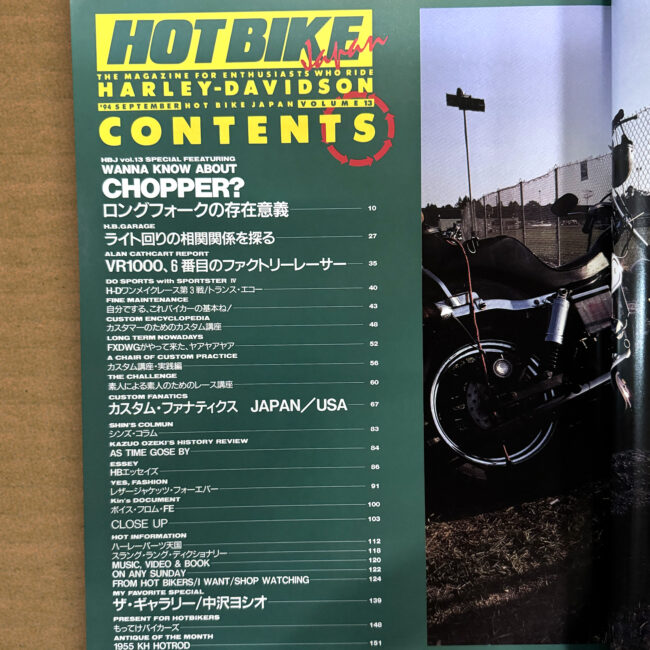 HOT BIKE
Japan
THE MAGAZINE FOR ENTHUSIASTS WHO RIDE
HARLEY-DAVIDSON
'94 SEPTEMBER HOT BIKE JAPAN VOLUME 13
CONTENTS
HBJ vol.13 SPECIAL FEEATURING
WANNA KNOW ABOUT
CHOPPER?
ロングフォークの存在意義 10
H.B.GARAGE
ライト回りの相関関係を探る 27
ALAN CATHCART REPORT
VR1000、6番目のファクトリーレーサー 35
DO SPORTS with SPORTSTER IV
H-Dワンメイクレース第3戦/トランス・エコー 40
FINE MAINTENANCE
自分でする、これバイカーの基本ね! 43
CUSTOM ENCYCLOPEDIA
カスタマーのためのカスタム講座 48
LONG TERM NOWADAYS
FXDWGがやって来た、ヤアヤアヤア 52
A CHAIR OF CUSTOM PRACTICE
カスタム講座・実践編 56
THE CHALLENGE
素人による素人のためのレース講座 60
CUSTOM FANATICS
カスタム・ファナティクス JAPAN/USA 67
SHIN'S COLMUN
シンズ・コラム 83
KAZUO OZEKI'S HISTORY REVIEW
AS TIME GOSE BY 84
ESSEY
HBエッセイズ 86
YES, FASHION
レザージャケッツ・フォーエバー 91
Kin's DOCUMENT
ボイス・フロム・FE 100
CLOSE UP 103
HOT INFORMATION
ハーレーパーツ天国 112
スラング・ラング・ディクショナリー 118
MUSIC, VIDEO & BOOK 120
ON ANY SUNDAY 122
FROM HOT BIKERS/I WANT/SHOP WATCHING 124
MY FAVORITE SPECIAL
ザ・ギャラリー/中沢ヨシオ 139
PRESENT FOR HOTBIKERS
もってけバイカーズ 148
ANTIQUE OF THE MONTH
1955 KH HOTROD 151